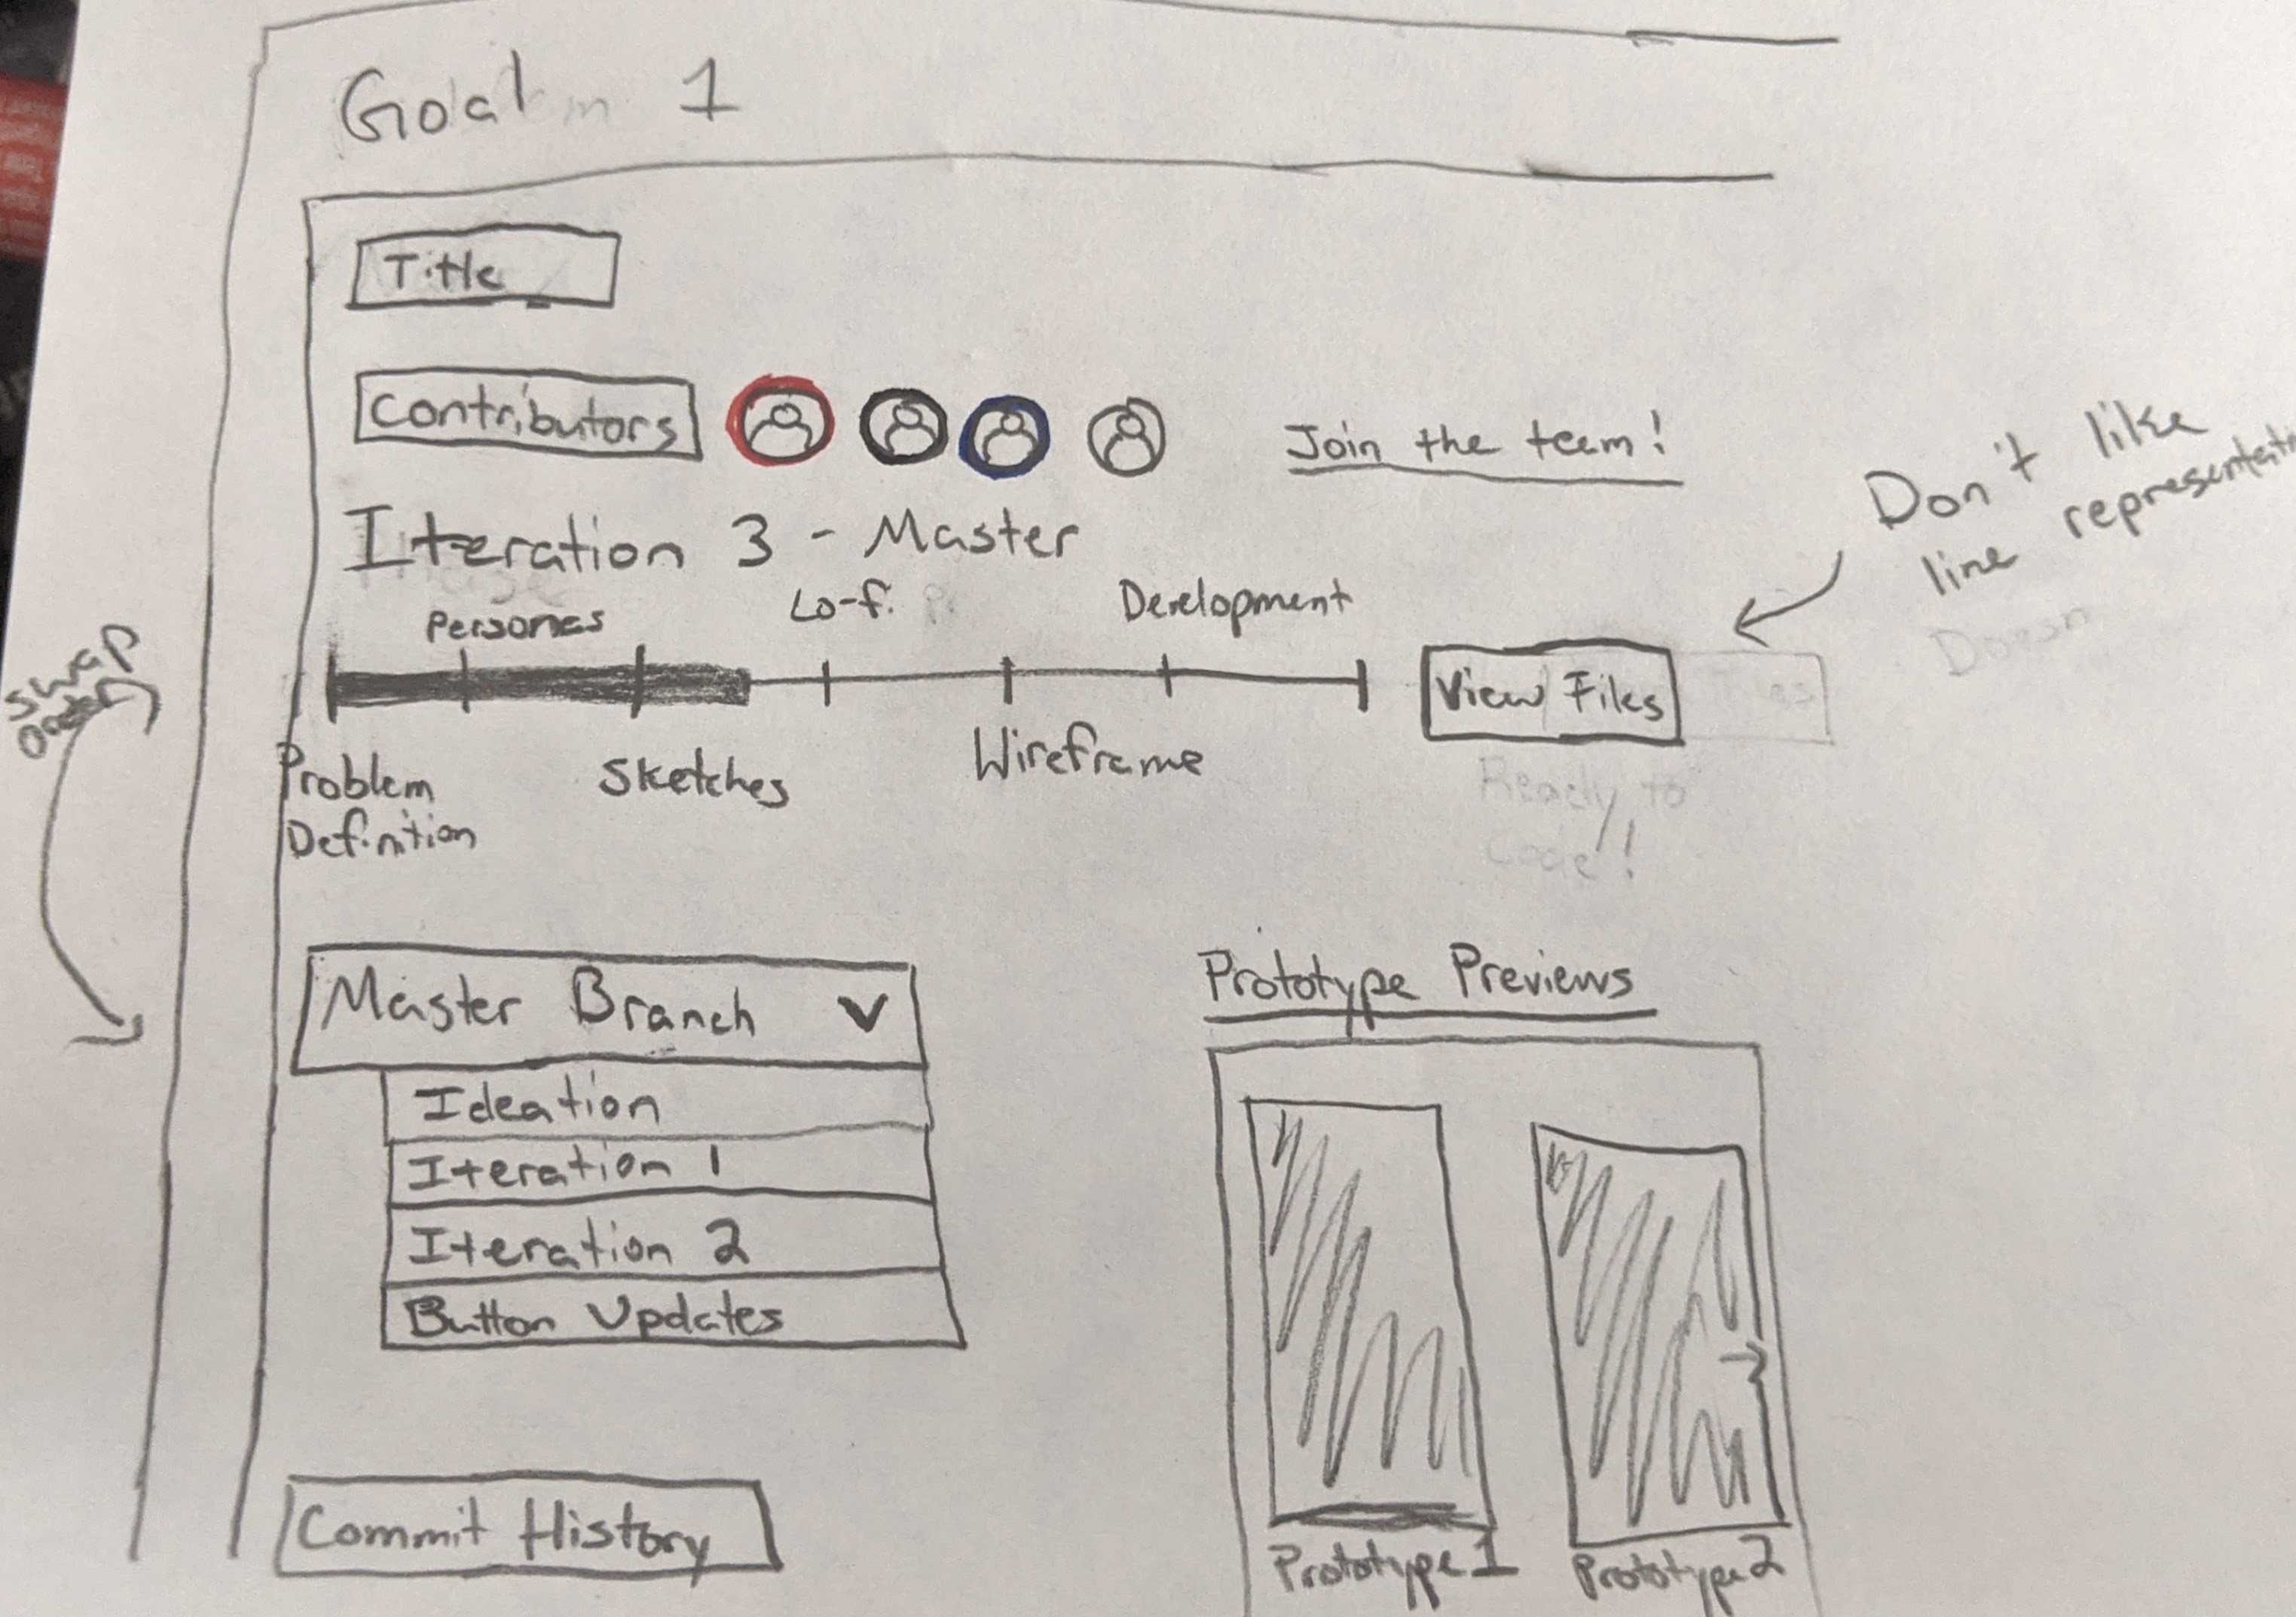 Goal 1
Title
Contributors
Join the team!
Don't like
line
Iteration 3 - Master
Personas
Lo-fi
Development
View Files
Files
Doesn
Swap
Order
Problem
Definition
Sketches
Wireframe
Ready to
Code!
Master Branch
Ideation
Iteration 1
Iteration 2
Button Updates
Prototype Previews
Prototype 1
Prototype 2
Commit History